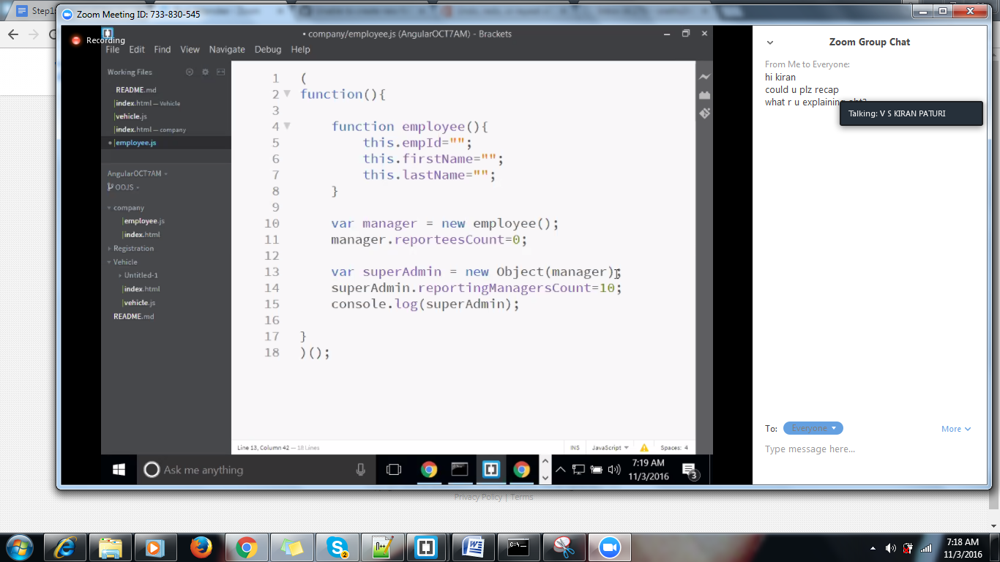 Step1
Zoom Meeting ID: 733-830-545
Recording
• company/employee.js (AngularOCT7AM) - Brackets
File Edit Find View Navigate Debug Help
Working Files
README.md
index.html — Vehicle
vehicle.js
index.html — company
employee.js
AngularOCT7AM
OOJS
company
employee.js
index.html
Registration
Vehicle
Untitled-1
index.html
vehicle.js
README.md
1 (
2 function(){
3
4 function employee(){
5 this.empId="";
6 this.firstName="";
7 this.lastName="";
8 }
9
10 var manager = new employee();
11 manager.reporteesCount=0;
12
13 var superAdmin = new Object(manager);
14 superAdmin.reportingManagersCount=10;
15 console.log(superAdmin);
16
17 }
18 )();
Line 13, Column 42 — 18 Lines
INS JavaScript Spaces: 4
Ask me anything
7:19 AM
11/3/2016
3
Zoom Group Chat
From Me to Everyone:
hi kiran
could u plz recap
what r u explaining abt?
Talking: V S KIRAN PATURI
To: Everyone More
Type message here...
Privacy Policy | Terms
2
7:18 AM
11/3/2016